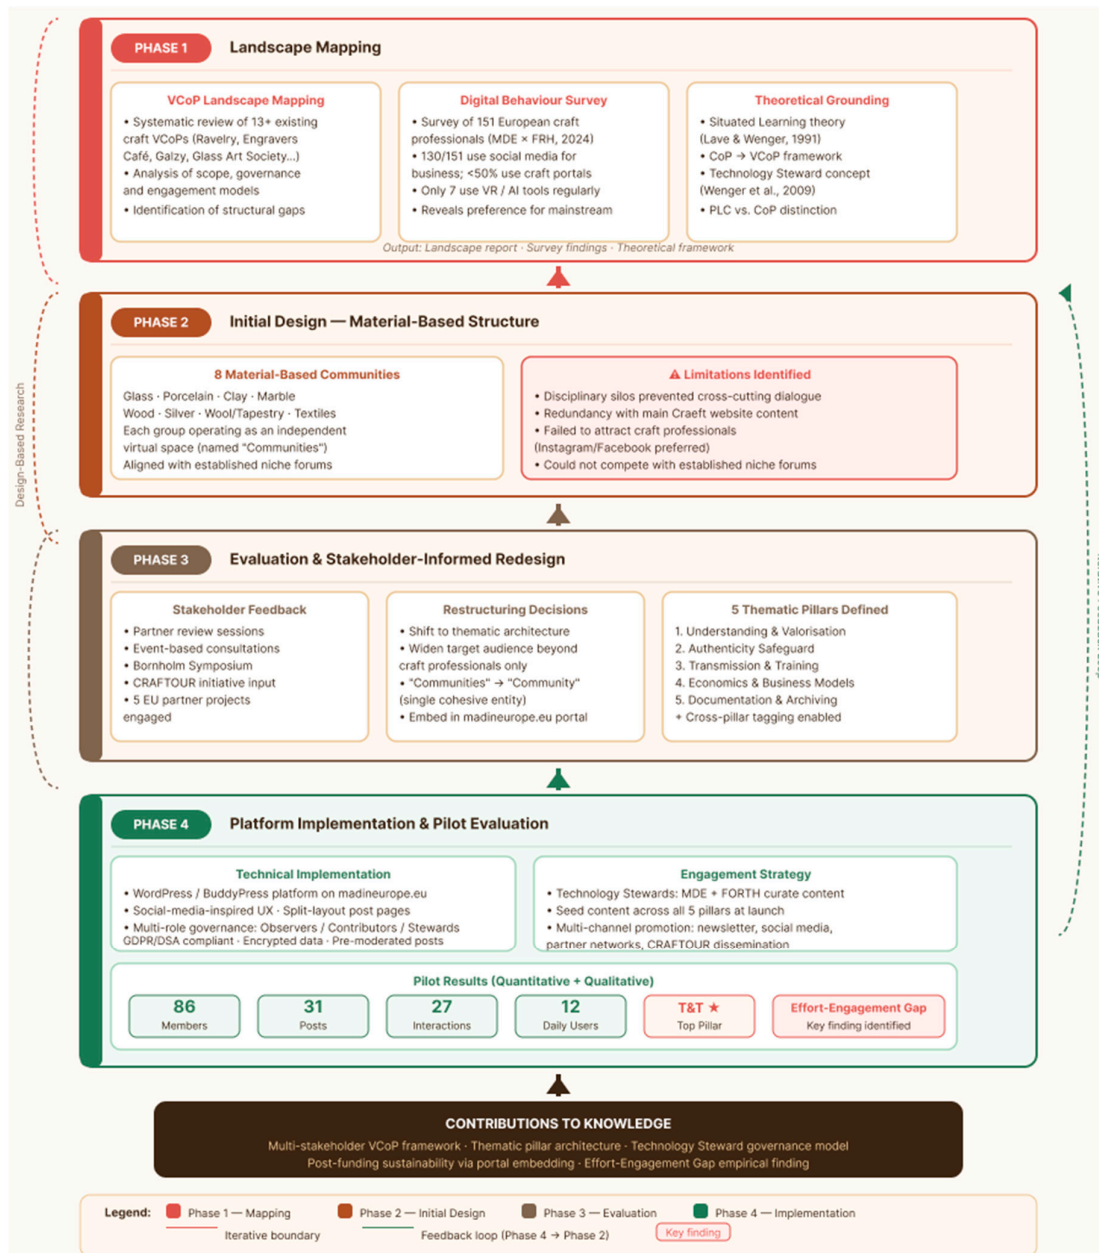 PHASE 1
Landscape Mapping
VCoP Landscape Mapping
• Systematic review of 13+ existing
craft VCoPs (Ravelry, Engravers
Café, Galzy, Glass Art Society...)
• Analysis of scope, governance
and engagement models
• Identification of structural gaps
Digital Behaviour Survey
• Survey of 151 European craft
professionals (MDE × FRH, 2024)
• 130/151 use social media for
business; <50% use craft portals
• Only 7 use VR / AI tools regularly
• Reveals preference for mainstream
Theoretical Grounding
• Situated Learning theory
(Lave & Wenger, 1991)
• CoP → VCoP framework
• Technology Steward concept
(Wenger et al., 2009)
• PLC vs. CoP distinction
Output: Landscape report · Survey findings · Theoretical framework
Design-Based Research
PHASE 2
Initial Design — Material-Based Structure
8 Material-Based Communities
Glass · Porcelain · Clay · Marble
Wood · Silver · Wool/Tapestry · Textiles
Each group operating as an independent
virtual space (named "Communities")
Aligned with established niche forums
⚠ Limitations Identified
• Disciplinary silos prevented cross-cutting dialogue
• Redundancy with main Craeft website content
• Failed to attract craft professionals
(Instagram/Facebook preferred)
• Could not compete with established niche forums
PHASE 3
Evaluation & Stakeholder-Informed Redesign
Stakeholder Feedback
• Partner review sessions
• Event-based consultations
• Bornholm Symposium
• CRAFTOUR initiative input
• 5 EU partner projects
engaged
Restructuring Decisions
• Shift to thematic architecture
• Widen target audience beyond
craft professionals only
• "Communities" → "Community"
(single cohesive entity)
• Embed in madineurope.eu portal
5 Thematic Pillars Defined
1. Understanding & Valorisation
2. Authenticity Safeguard
3. Transmission & Training
4. Economics & Business Models
5. Documentation & Archiving
+ Cross-pillar tagging enabled
PHASE 4
Platform Implementation & Pilot Evaluation
Technical Implementation
• WordPress / BuddyPress platform on madineurope.eu
• Social-media-inspired UX · Split-layout post pages
• Multi-role governance: Observers / Contributors / Stewards
GDPR/DSA compliant · Encrypted data · Pre-moderated posts
Engagement Strategy
• Technology Stewards: MDE + FORTH curate content
• Seed content across all 5 pillars at launch
• Multi-channel promotion: newsletter, social media,
partner networks, CRAFTOUR dissemination
Pilot Results (Quantitative + Qualitative)
86
Members
31
Posts
27
Interactions
12
Daily Users
T&T ★
Top Pillar
Effort-Engagement Gap
Key finding identified
CONTRIBUTIONS TO KNOWLEDGE
Multi-stakeholder VCoP framework · Thematic pillar architecture · Technology Steward governance model
Post-funding sustainability via portal embedding · Effort-Engagement Gap empirical finding
Legend:
Phase 1 — Mapping
Phase 2 — Initial Design
Phase 3 — Evaluation
Phase 4 — Implementation
Iterative boundary
Feedback loop (Phase 4 → Phase 2)
Key finding